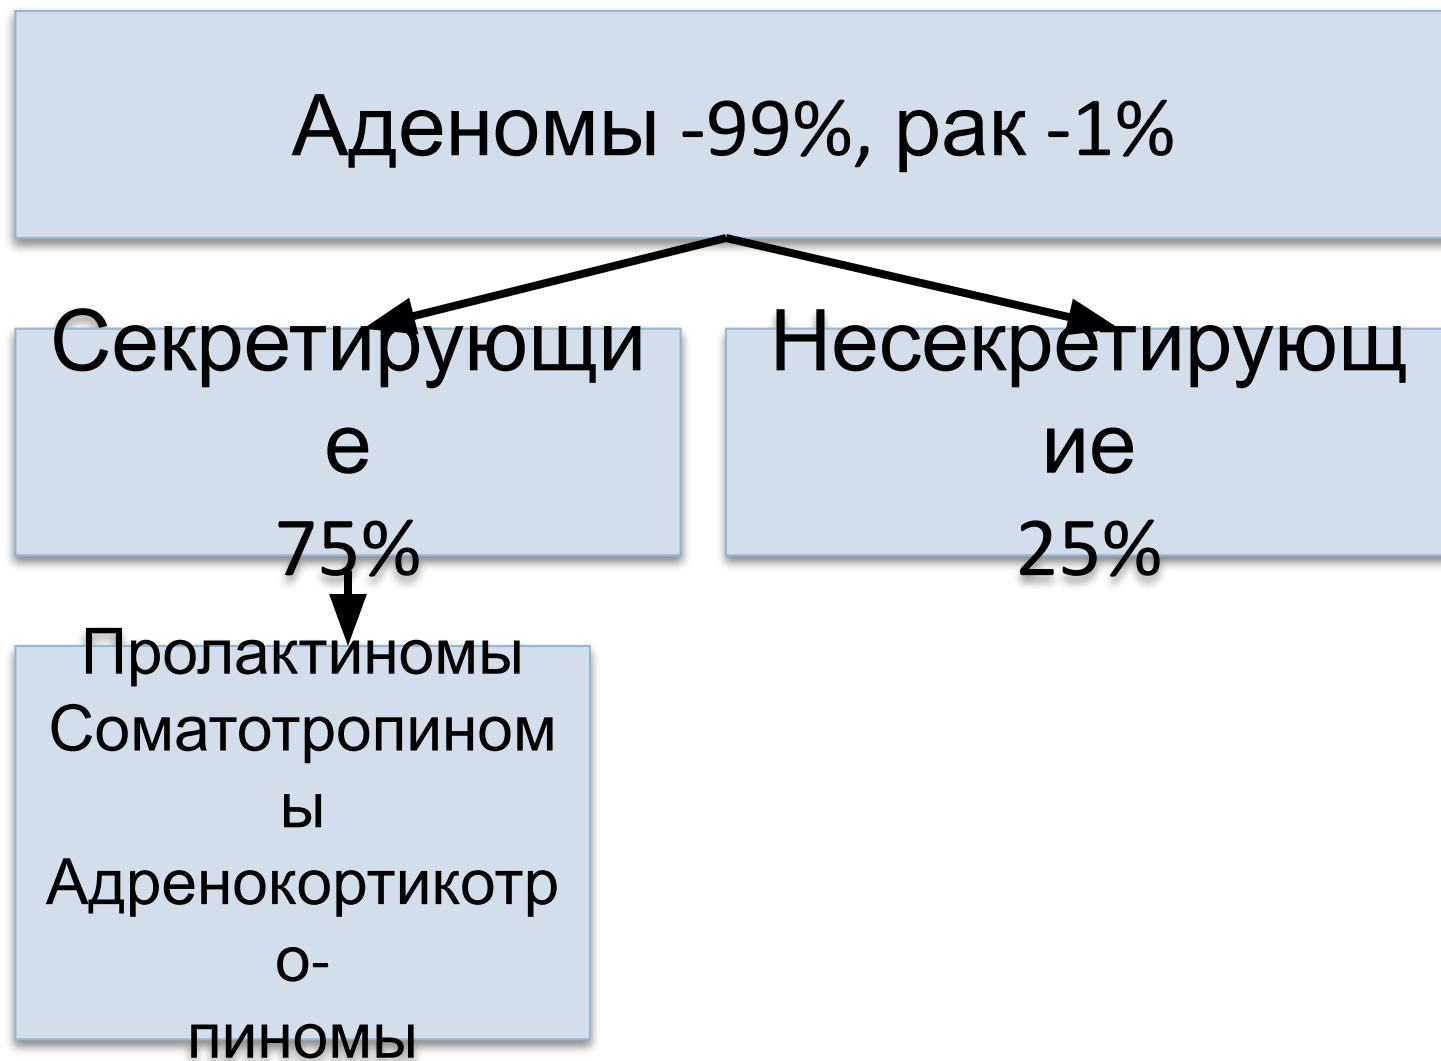 Аденомы -99%, рак -1%
Секретирующи
е
75%
Несекретирующ
ие
25%
Пролактиномы
Соматотропином
ы
Адренокортикотр
о-
пиномы